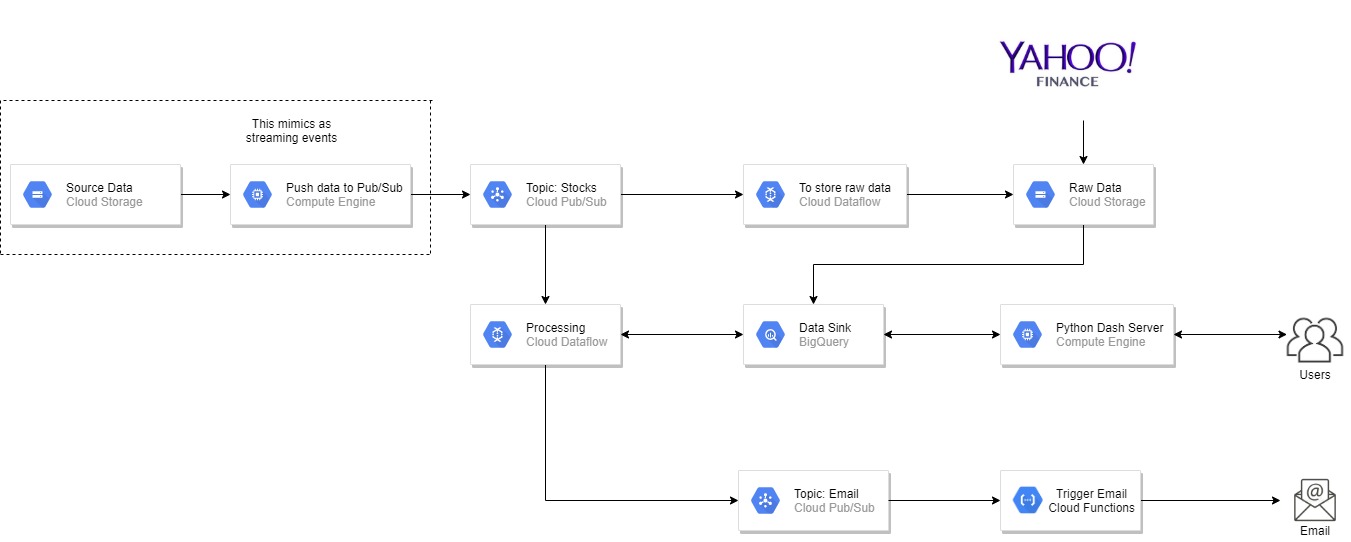 YAHOO!
FINANCE
This mimics as
streaming events
Source Data
Cloud Storage
Push data to Pub/Sub
Compute Engine
Topic: Stocks
Cloud Pub/Sub
To store raw data
Cloud Dataflow
Raw Data
Cloud Storage
Processing
Cloud Dataflow
Data Sink
BigQuery
Python Dash Server
Compute Engine
Users
Topic: Email
Cloud Pub/Sub
Trigger Email
Cloud Functions
@
Email